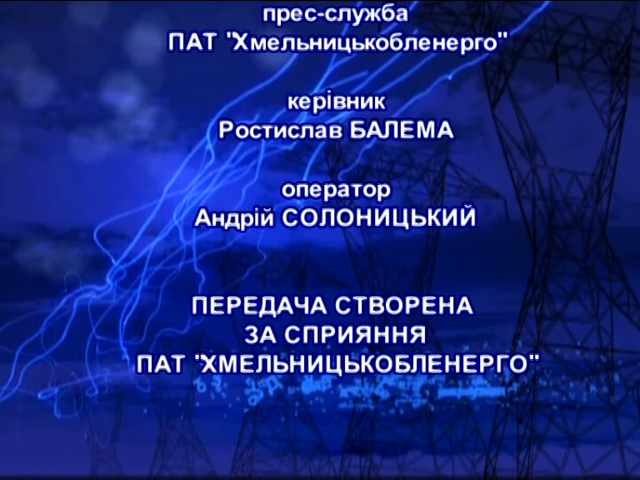 прес-служба
ПАТ "Хмельницькобленерго"
керівник
Ростислав БАЛЕМА
оператор
Андрій СОЛОНИЦЬКИЙ
ПЕРЕДАЧА СТВОРЕНА
ЗА СПРИЯННЯ
ПАТ "ХМЕЛЬНИЦЬКОБЛЕНЕРГО"